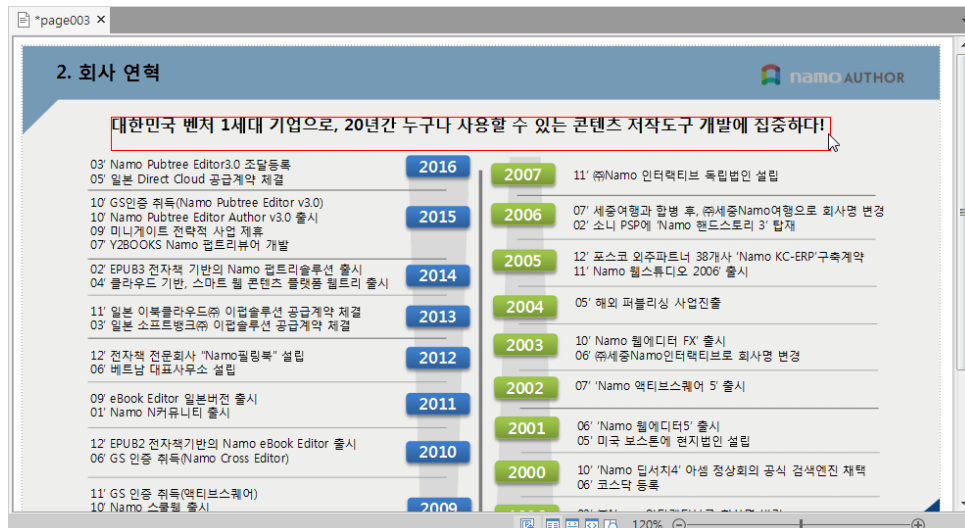 *page003
2. 회사 연혁
namo AUTHOR
대한민국 벤처 1세대 기업으로, 20년간 누구나 사용할 수 있는 콘텐츠 저작도구 개발에 집중하다!
03’ Namo Pubtree Editor3.0 조달등록
05’ 일본 Direct Cloud 공급계약 체결
2016
10’ GS인증 취득(Namo Pubtree Editor v3.0)
10’ Namo Pubtree Editor Author v3.0 출시
09’ 미니게이트 전략적 사업 제휴
07’ Y2BOOKS Namo 펍트리뷰어 개발
2015
02’ EPUB3 전자책 기반의 Namo 펍트리솔루션 출시
04’ 클라우드 기반, 스마트 웹 콘텐츠 플랫폼 웹트리 출시
2014
11’ 일본 이북클라우드㈜ 이펍솔루션 공급계약 체결
03’ 일본 소프트뱅크㈜ 이펍솔루션 공급계약 체결
2013
12’ 전자책 전문회사 “Namo필링북” 설립
06’ 베트남 대표사무소 설립
2012
09’ eBook Editor 일본버전 출시
01’ Namo N커뮤니티 출시
2011
12’ EPUB2 전자책기반의 Namo eBook Editor 출시
06’ GS 인증 취득(Namo Cross Editor)
2010
11’ GS 인증 취득(액티브스퀘어)
10’ Namo 스쿨웹 출시
2009
2007
11’ ㈜Namo 인터랙티브 독립법인 설립
2006
07’ 세중여행과 합병 후, ㈜세중Namo여행으로 회사명 변경
02’ 소니 PSP에 ‘Namo 핸드스토리 3’ 탑재
2005
12’ 포스코 외주파트너 38개사 ‘Namo KC-ERP’구축계약
11’ Namo 웹스튜디오 2006’ 출시
2004
05’ 해외 퍼블리싱 사업진출
2003
10’ Namo 웹에디터 FX’ 출시
06’ ㈜세중Namo인터랙티브로 회사명 변경
2002
07’ ‘Namo 액티브스퀘어 5’ 출시
2001
06’ ‘Namo 웹에디터5’ 출시
05’ 미국 보스톤에 현지법인 설립
2000
10’ ‘Namo 딥서치4’ 아셈 정상회의 공식 검색엔진 채택
06’ 코스닥 등록
120%